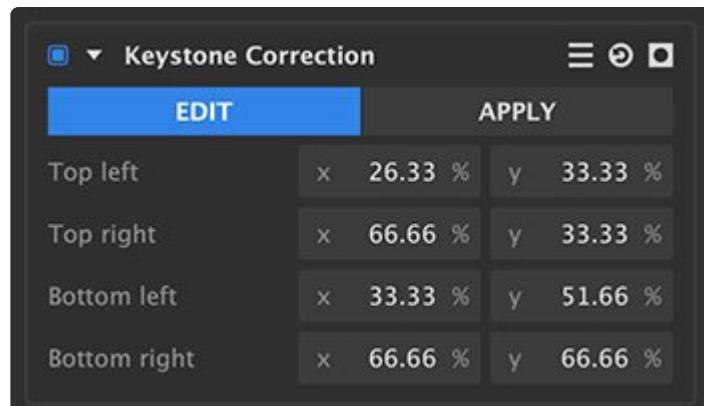 Keystone Correction
EDIT APPLY
Top left x 26.33 % y 33.33 %
Top right x 66.66 % y 33.33 %
Bottom left x 33.33 % y 51.66 %
Bottom right x 66.66 % y 66.66 %